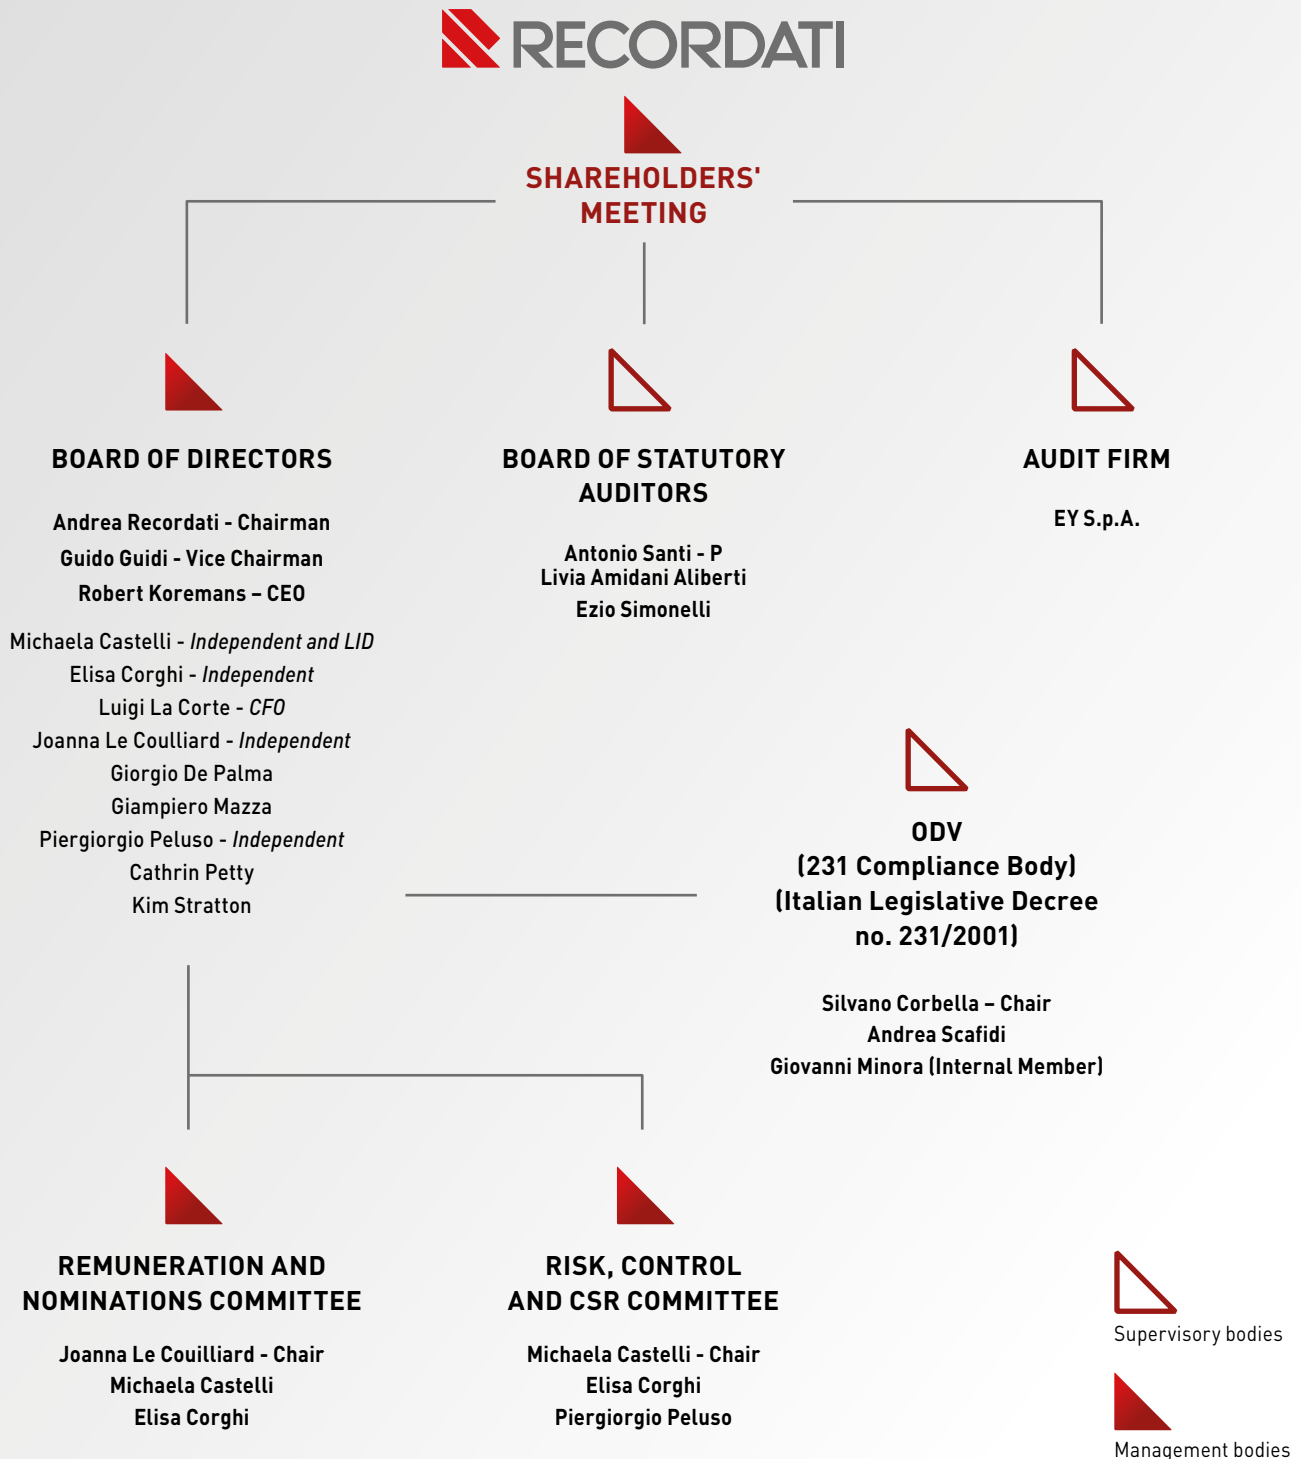 RECORDATI
SHAREHOLDERS'
MEETING
BOARD OF DIRECTORS
Andrea Recordati - Chairman
Guido Guidi - Vice Chairman
Robert Koremans – CEO
Michaela Castelli - Independent and LID
Elisa Corghi - Independent
Luigi La Corte - CFO
Joanna Le Coulliard - Independent
Giorgio De Palma
Giampiero Mazza
Piergiorgio Peluso - Independent
Cathrin Petty
Kim Stratton
BOARD OF STATUTORY
AUDITORS
Antonio Santi - P
Livia Amidani Aliberti
Ezio Simonelli
AUDIT FIRM
EY S.p.A.
ODV
(231 Compliance Body)
(Italian Legislative Decree
no. 231/2001)
Silvano Corbella – Chair
Andrea Scafidi
Giovanni Minora (Internal Member)
REMUNERATION AND
NOMINATIONS COMMITTEE
Joanna Le Couilliard - Chair
Michaela Castelli
Elisa Corghi
RISK, CONTROL
AND CSR COMMITTEE
Michaela Castelli - Chair
Elisa Corghi
Piergiorgio Peluso
Supervisory bodies
Management bodies